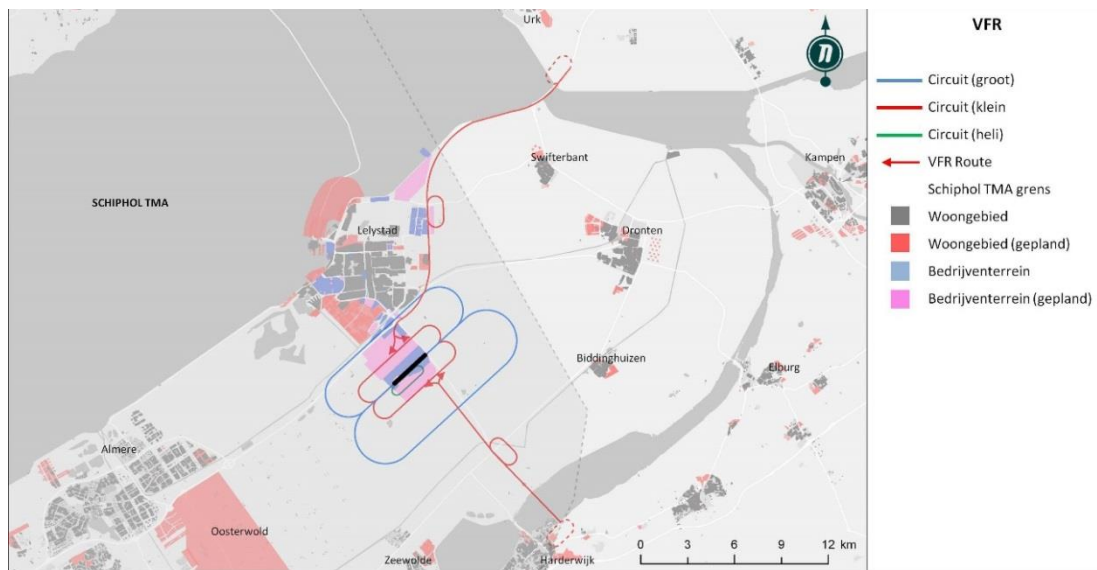 Urk
Swifterbant
Kampen
SCHIPHOL TMA
Lelystad
Dronten
Biddinghuizen
Elburg
Almere
Oosterwold
Zeewolde
Harderwijk
0 3 6 9 12 km
VFR
Circuit (groot)
Circuit (klein
Circuit (heli)
VFR Route
Schiphol TMA grens
Woongebied
Woongebied (gepland)
Bedrijventerrein
Bedrijventerrein (gepland)